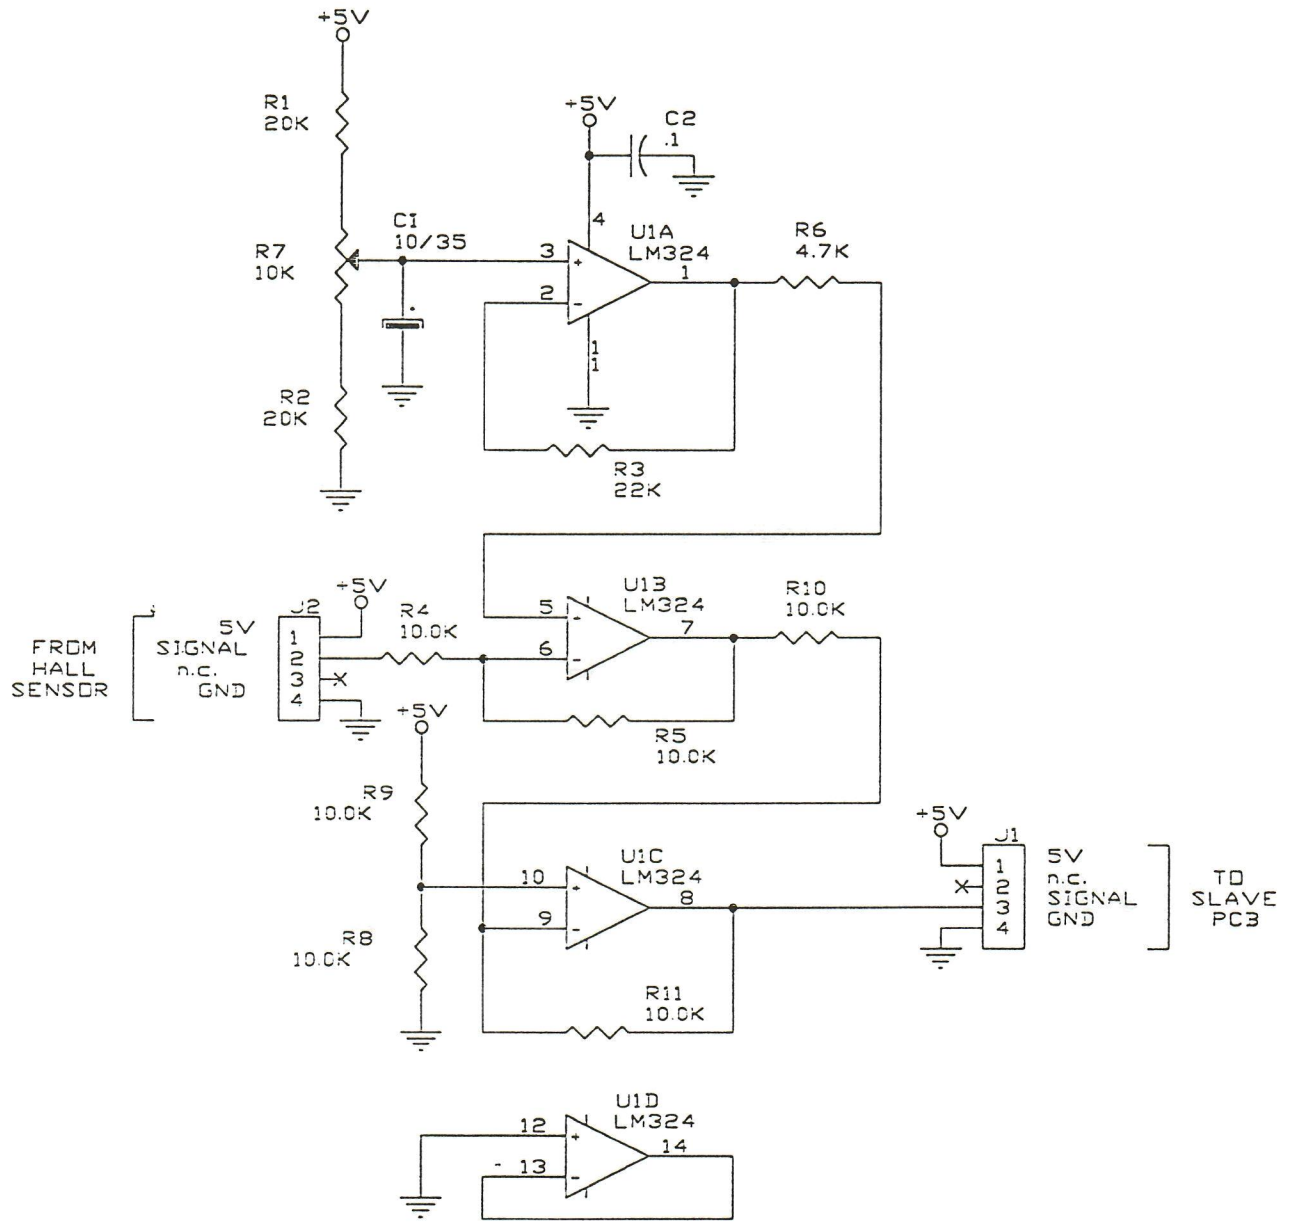 +5V
R1
20K
+5V
C2
.1
4
C1
10/35
U1A
LM324
R6
4.7K
R7
10K
3
+
1
2
-
1
1
R2
20K
R3
22K
+5V
U1B
LM324
R10
10.0K
J2
R4
10.0K
5
+
7
FROM
HALL
SENSOR
5V
SIGNAL
n.c.
GND
1
2
3
4
6
-
+5V
R5
10.0K
R9
10.0K
+5V
J1
U1C
LM324
10
+
8
9
-
1
2
3
4
5V
n.c.
SIGNAL
GND
TO
SLAVE
PC3
R8
10.0K
R11
10.0K
U1D
LM324
12
+
14
13
-